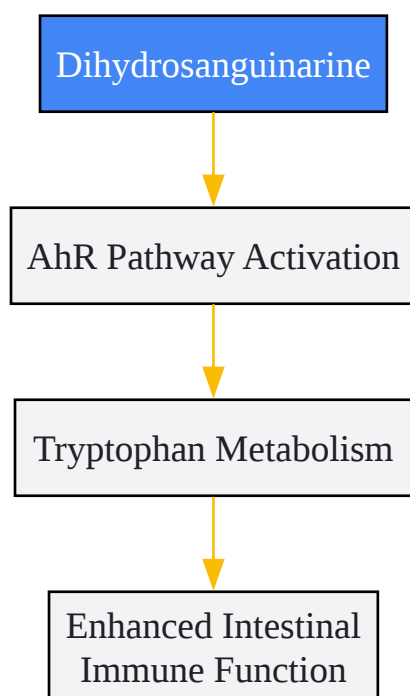 Dihydrosanguinarine
AhR Pathway Activation
Tryptophan Metabolism
Enhanced Intestinal
Immune Function